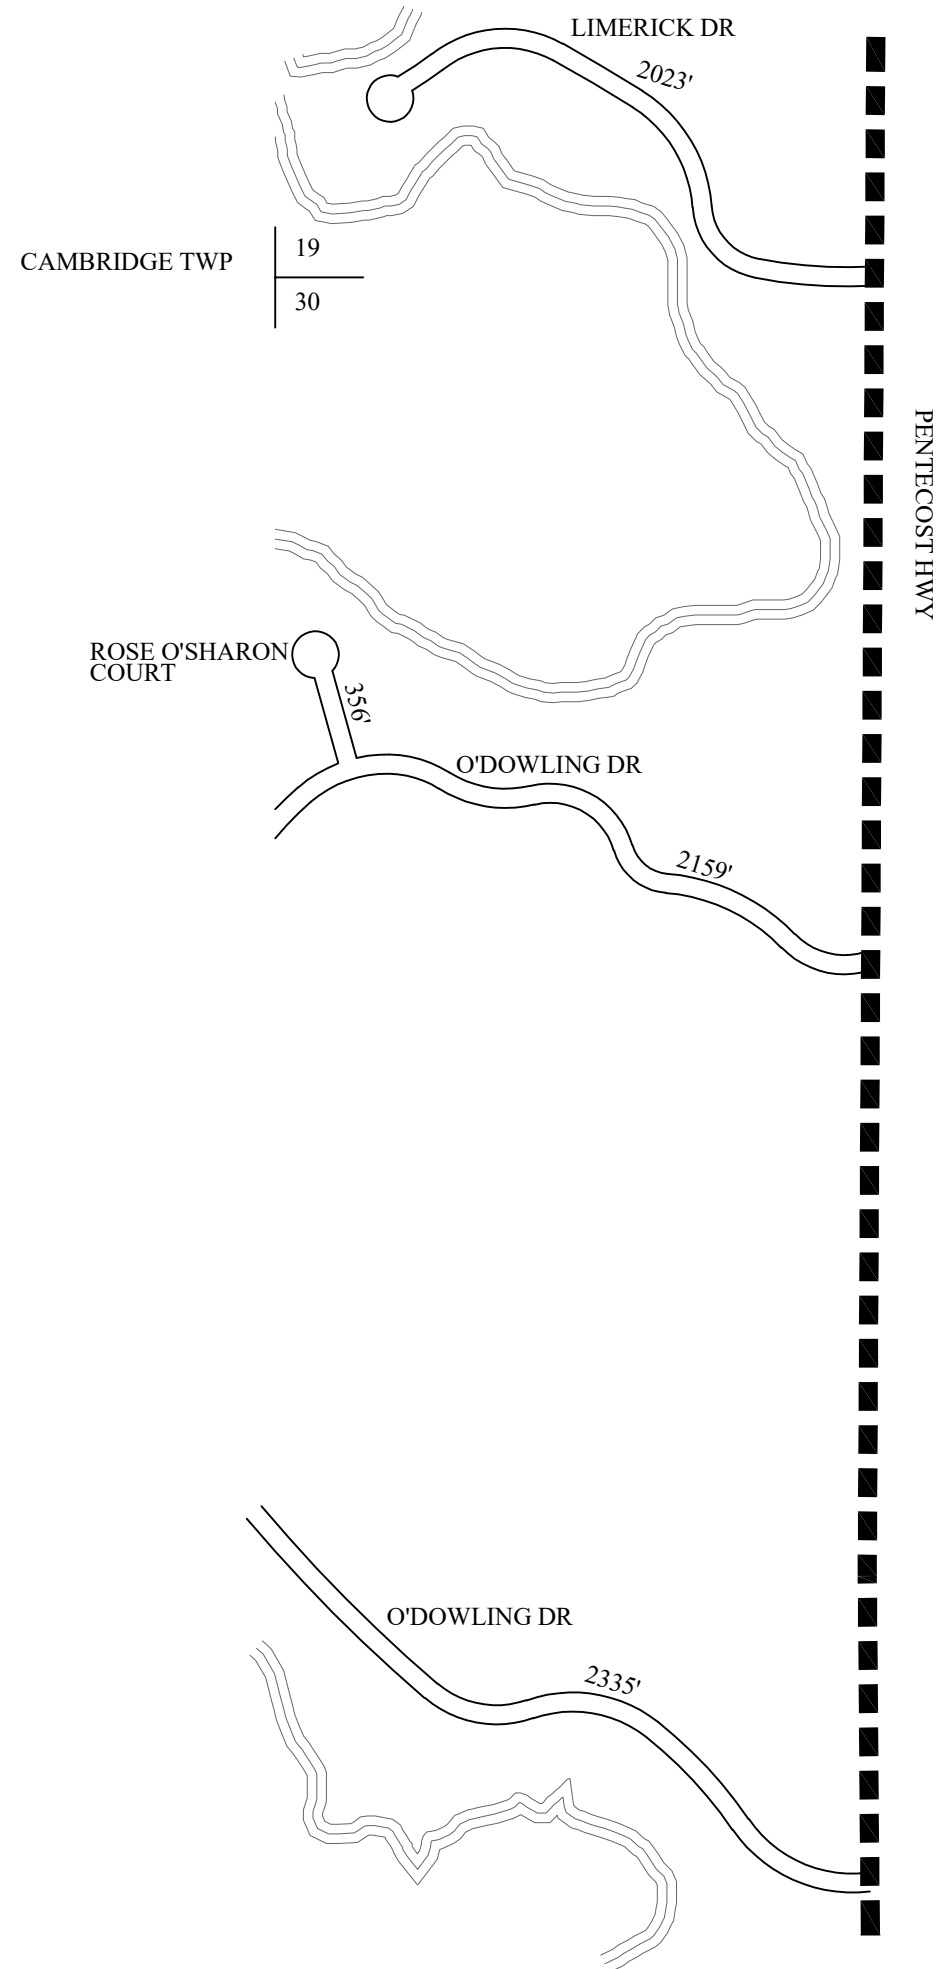 LIMERICK DR
2023'
CAMBRIDGE TWP
19
30
PENTECOST HWY
ROSE O'SHARON
COURT
356'
O'DOWLING DR
2159'
O'DOWLING DR
2335'